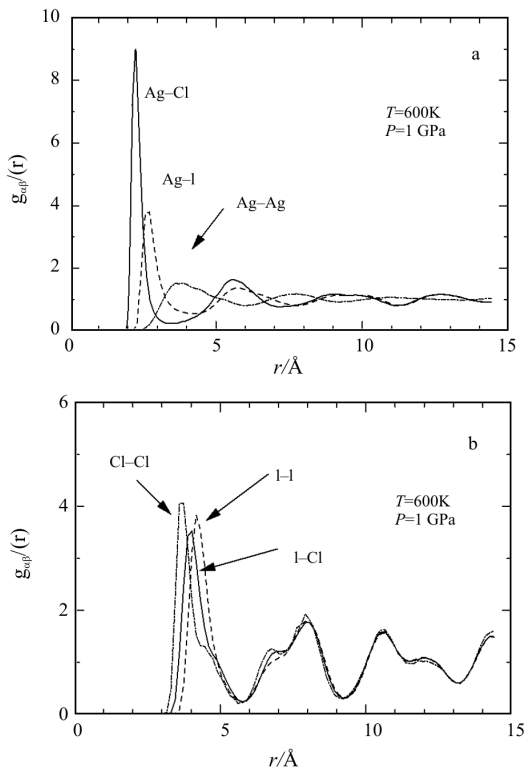 10
a
Ag–Cl
T=600K
P=1 GPa
8
6
Ag–l
Ag–Ag
4
2
0
gαβ/(r)
0 5 10 15
r/Å
6
b
Cl–Cl
l–l
T=600K
P=1 GPa
4
l–Cl
2
0
gαβ/(r)
0 5 10 15
r/Å